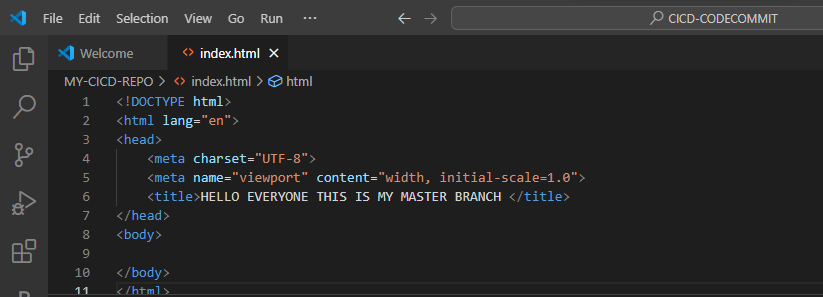 File Edit Selection View Go Run ··· CICD-CODECOMMIT
Welcome index.html
MY-CICD-REPO > index.html > html
1 <!DOCTYPE html>
2 <html lang="en">
3 <head>
4 <meta charset="UTF-8">
5 <meta name="viewport" content="width, initial-scale=1.0">
6 <title>HELLO EVERYONE THIS IS MY MASTER BRANCH </title>
7 </head>
8 <body>
9
10 </body>
11 </html>